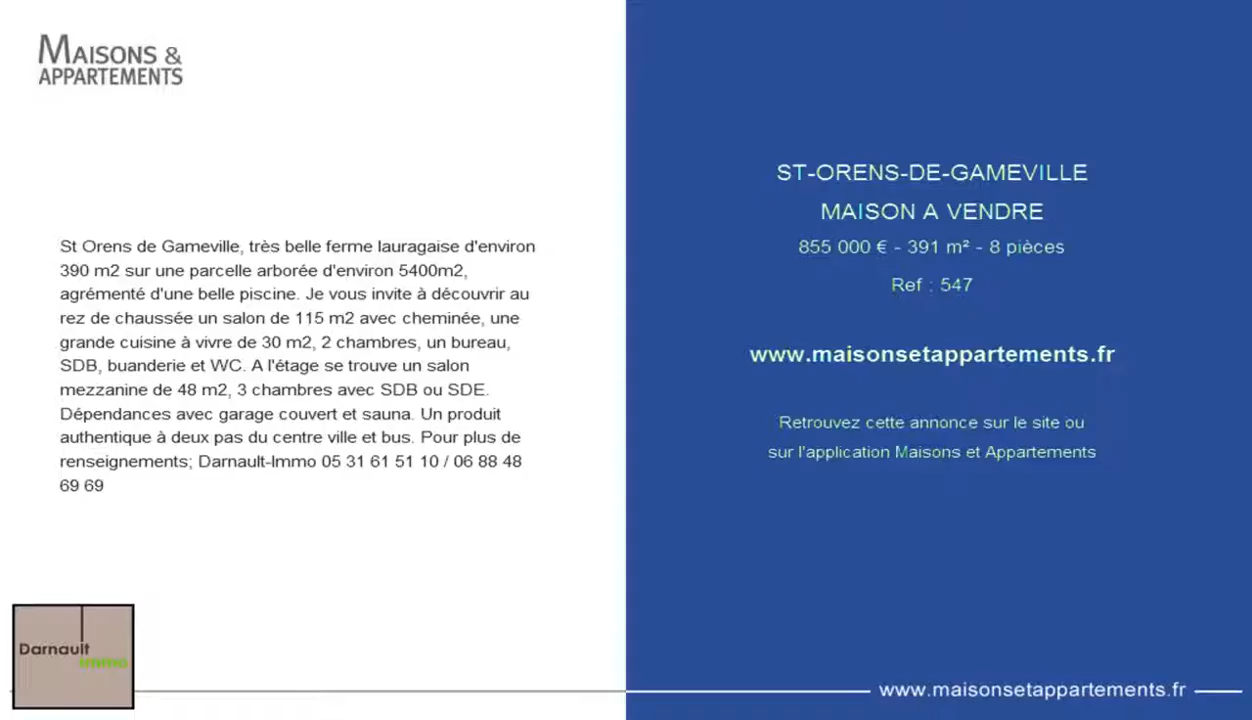 MAISONS &
APPARTEMENTS
St Orens de Gameville, très belle ferme lauragaise d'environ
390 m2 sur une parcelle arborée d'environ 5400m2,
agrémenté d'une belle piscine. Je vous invite à découvrir au
rez de chaussée un salon de 115 m2 avec cheminée, une
grande cuisine à vivre de 30 m2, 2 chambres, un bureau,
SDB, buanderie et WC. A l'étage se trouve un salon
mezzanine de 48 m2, 3 chambres avec SDB ou SDE.
Dépendances avec garage couvert et sauna. Un produit
authentique à deux pas du centre ville et bus. Pour plus de
renseignements; Darnault-Immo 05 31 61 51 10 / 06 88 48
69 69
Darnault
immo
ST-ORENS-DE-GAMEVILLE
MAISON A VENDRE
855 000 € - 391 m² - 8 pièces
Ref : 547
www.maisonsetappartements.fr
Retrouvez cette annonce sur le site ou
sur l'application Maisons et Appartements
www.maisonsetappartements.fr